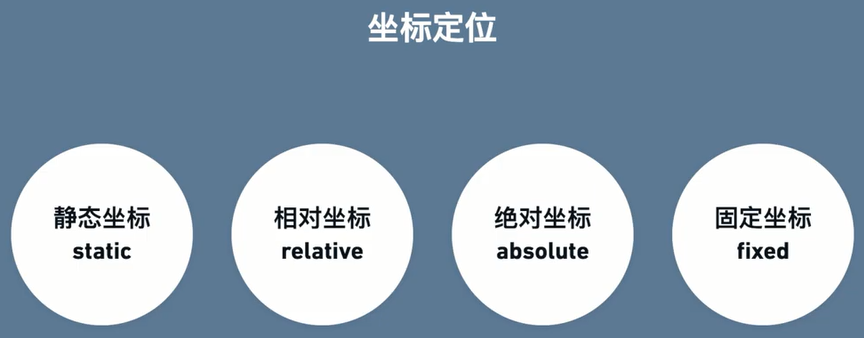 坐标定位
静态坐标
static
相对坐标
relative
绝对坐标
absolute
固定坐标
fixed